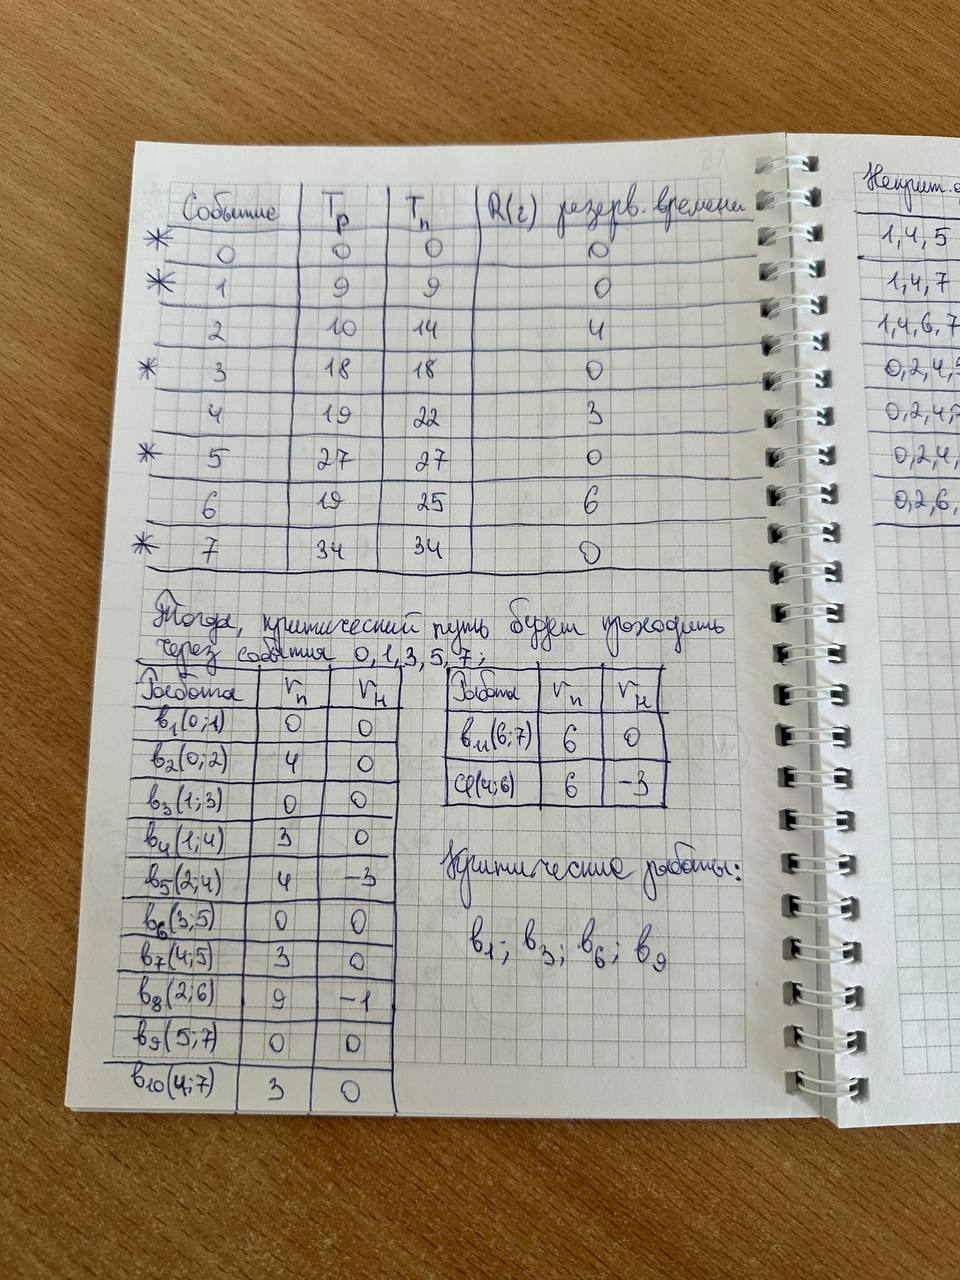 Событие Tр Tп R(i) резерв. времени
* 0 0 0 0
* 1 9 9 0
2 10 14 4
* 3 18 18 0
4 19 22 3
* 5 27 27 0
6 19 25 6
* 7 34 34 0
Тогда, критический путь будет проходить
через события 0,1,3,5,7;
Работа rп rн
b1(0;1) 0 0
b2(0;2) 4 0
b3(1;3) 0 0
b4(1;4) 3 0
b5(2;4) 4 -3
b6(3;5) 0 0
b7(4;5) 3 0
b8(2;6) 9 -1
b9(5;7) 0 0
b10(4;7) 3 0
Работы rп rн
b11(6;7) 6 0
φ(4;6) 6 -3
Критические работы:
b1; b3; b6; b9
1,4,5
1,4,7
1,4,6,7
0,2,4,
0,2,4,
0,2,6,